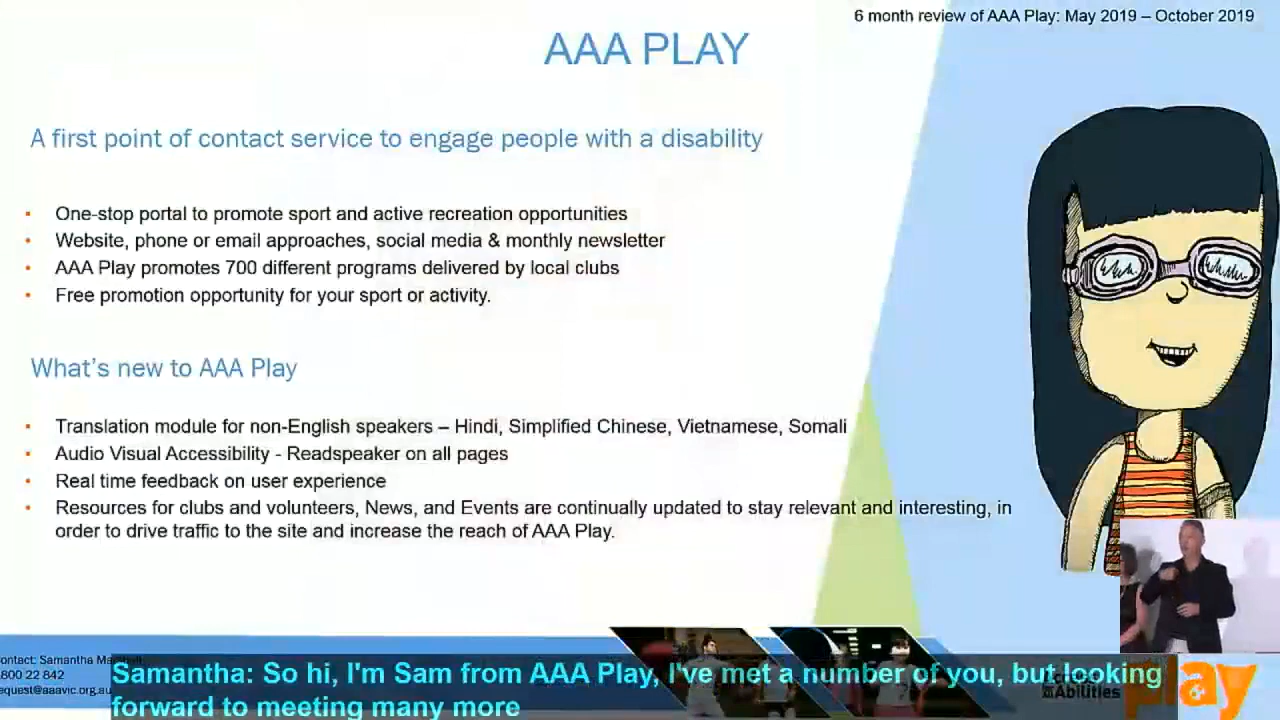 6 month review of AAA Play: May 2019 – October 2019
AAA PLAY
A first point of contact service to engage people with a disability
One-stop portal to promote sport and active recreation opportunities
Website, phone or email approaches, social media & monthly newsletter
AAA Play promotes 700 different programs delivered by local clubs
Free promotion opportunity for your sport or activity.
What's new to AAA Play
Translation module for non-English speakers – Hindi, Simplified Chinese, Vietnamese, Somali
Audio Visual Accessibility - Readspeaker on all pages
Real time feedback on user experience
Resources for clubs and volunteers, News, and Events are continually updated to stay relevant and interesting, in
order to drive traffic to the site and increase the reach of AAA Play.
ontact: Samantha
800 22 842
equest@aaavic.org.au
Samantha: So hi, I'm Sam from AAA Play, I've met a number of you, but looking
forward to meeting many more
Abilities
play